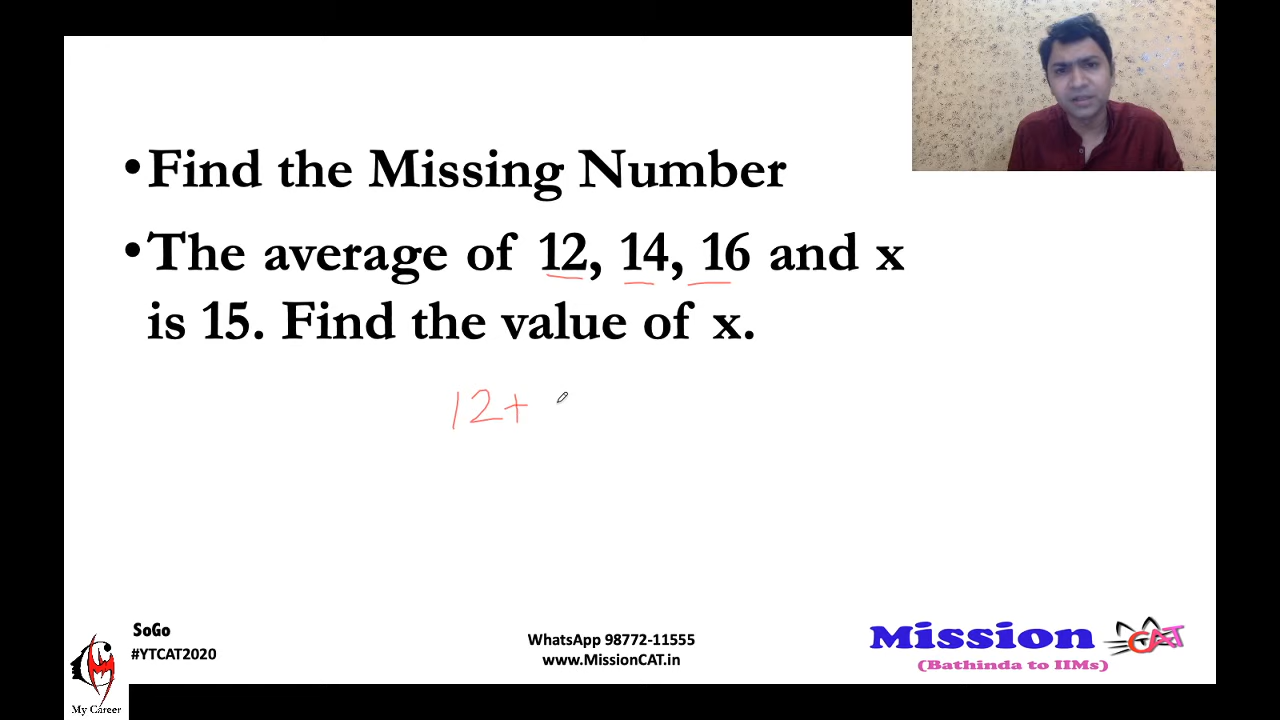 •Find the Missing Number
•The average of 12, 14, 16 and x
is 15. Find the value of x.
12+
SoGo
#YTCAT2020
My Career
WhatsApp 98772-11555
www.MissionCAT.in
Mission CAT
(Bathinda to IIMs)